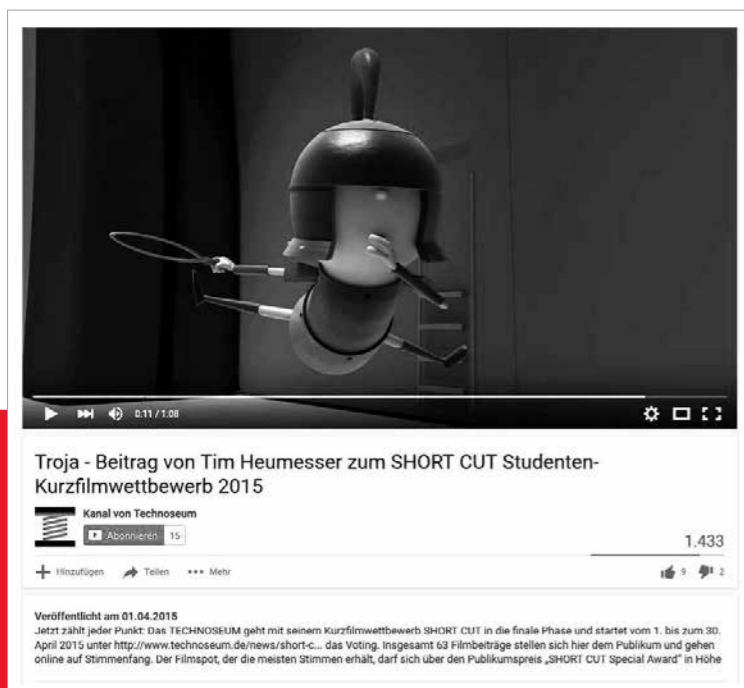 0:11 / 1:08
Troja - Beitrag von Tim Heumesser zum SHORT CUT Studenten-
Kurzfilmwettbewerb 2015
Kanal von Technoseum
Abonnieren 15
1.433
Hinzufügen Teilen Mehr
9 2
Veröffentlicht am 01.04.2015
Jetzt zählt jeder Punkt: Das TECHNOSEUM geht mit seinem Kurzfilmwettbewerb SHORT CUT in die finale Phase und startet vom 1. bis zum 30.
April 2015 unter http://www.technoseum.de/news/short-c... das Voting. Insgesamt 63 Filmbeiträge stellen sich hier dem Publikum und gehen
online auf Stimmenfang. Der Filmspot, der die meisten Stimmen erhält, darf sich über den Publikumspreis „SHORT CUT Special Award" in Höhe